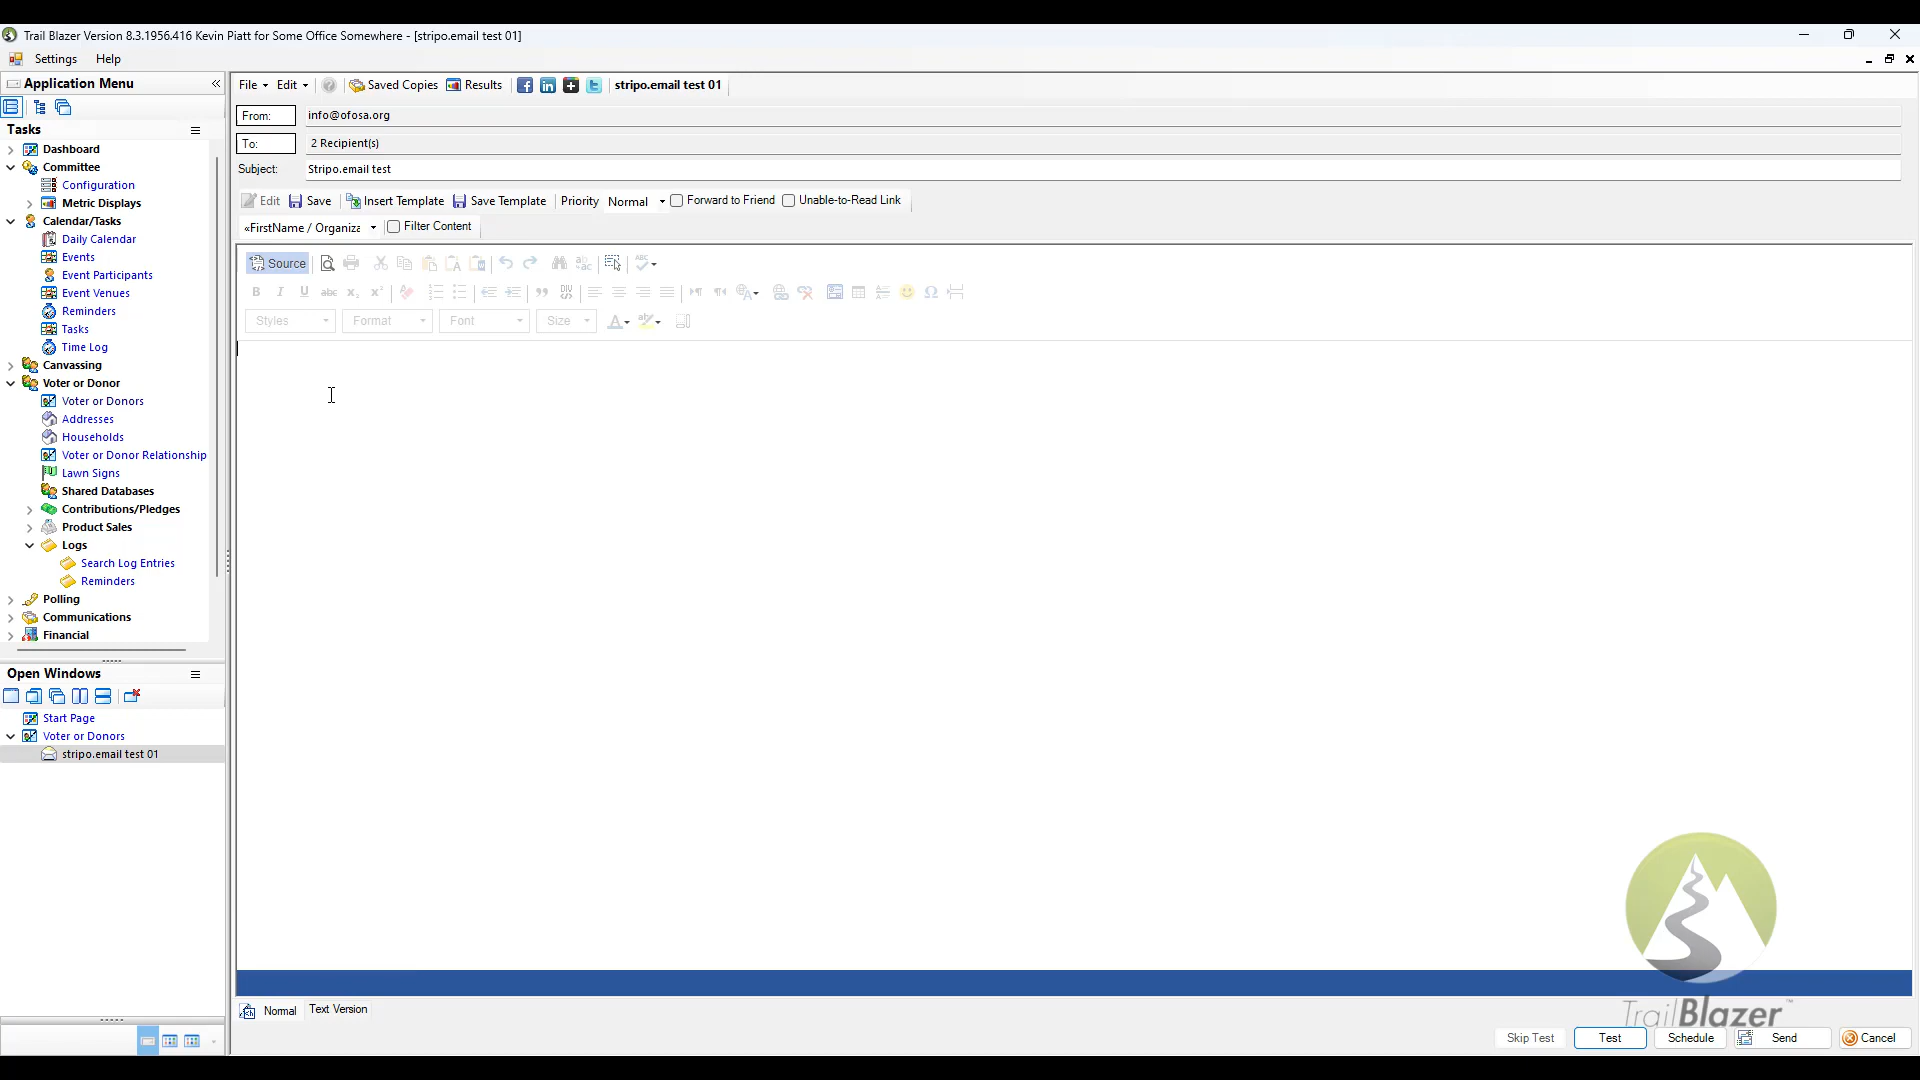 Trail Blazer Version 8.3.1956.416 Kevin Piatt for Some Office Somewhere - [stripo.email test 01]
Settings Help
Application Menu
File Edit Saved Copies Results stripo.email test 01
From: info@ofosa.org
To: 2 Recipient(s)
Subject: Stripo.email test
Edit Save Insert Template Save Template Priority Normal Forward to Friend Unable-to-Read Link
«FirstName / Organiza Filter Content
Source
Styles Format Font Size
Tasks
Dashboard
Committee
Configuration
Metric Displays
Calendar/Tasks
Daily Calendar
Events
Event Participants
Event Venues
Reminders
Tasks
Time Log
Canvassing
Voter or Donor
Voter or Donors
Addresses
Households
Voter or Donor Relationship
Lawn Signs
Shared Databases
Contributions/Pledges
Product Sales
Logs
Search Log Entries
Reminders
Polling
Communications
Financial
Open Windows
Start Page
Voter or Donors
stripo.email test 01
Normal Text Version
TrailBlazer™
Skip Test Test Schedule Send Cancel